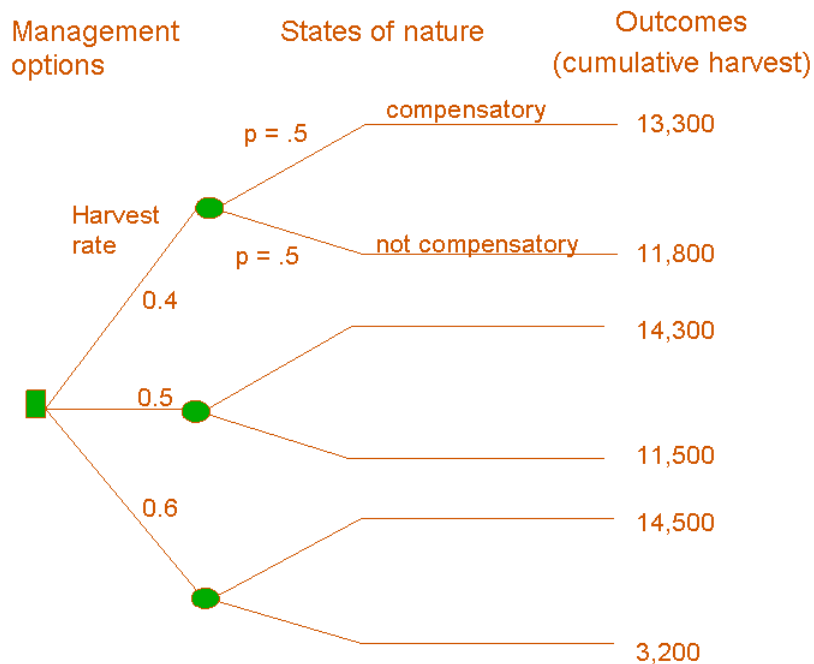 Management
options
States of nature
Outcomes
(cumulative harvest)
compensatory
13,300
p = .5
Harvest
rate
p = .5
not compensatory
11,800
0.4
14,300
0.5
11,500
0.6
14,500
3,200